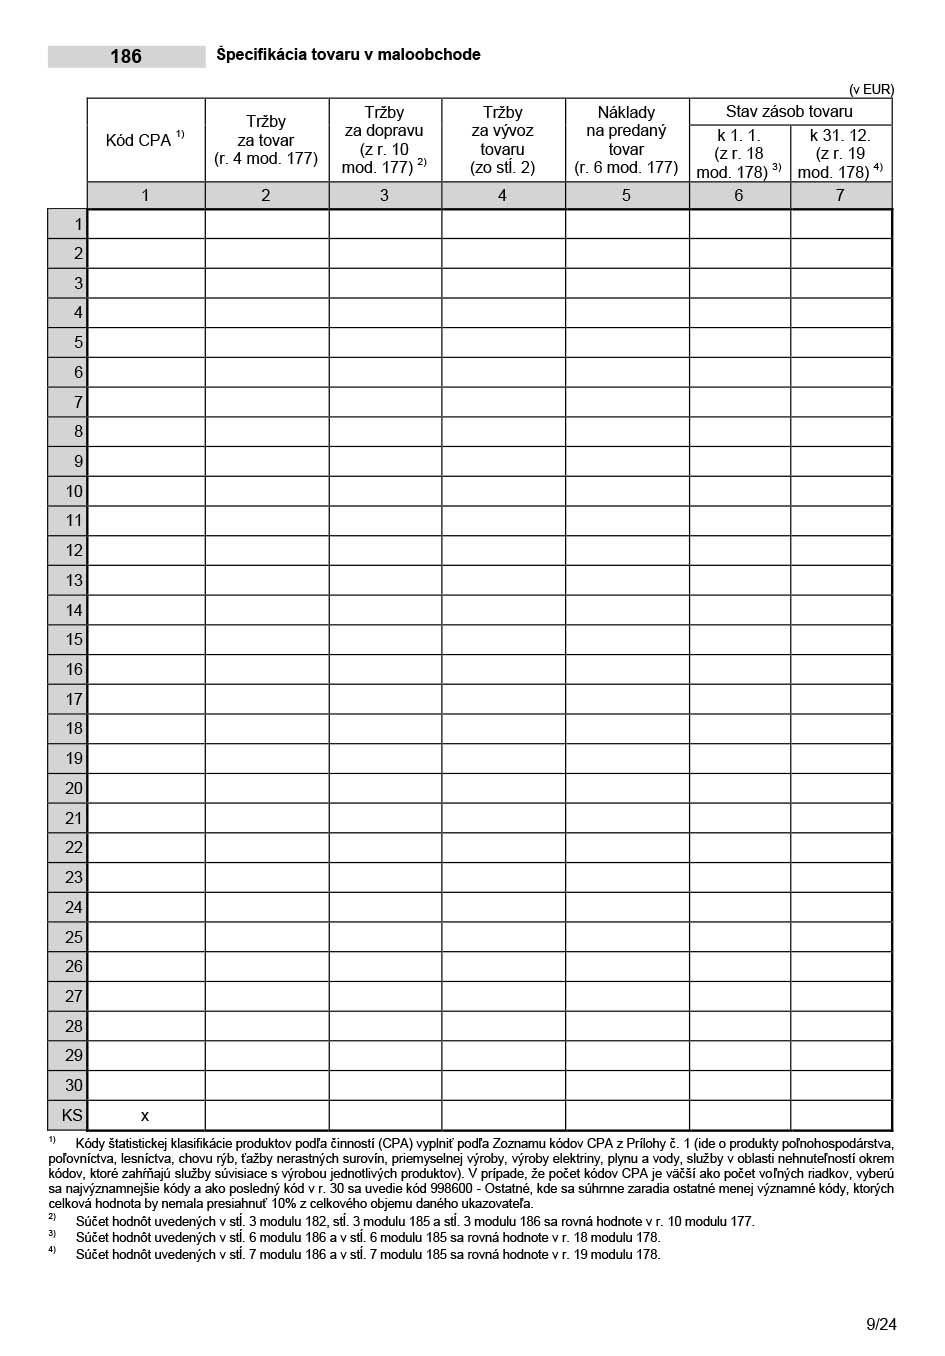 186 Špecifikácia tovaru v maloobchode
(v EUR)
Kód CPA 1)
Tržby
za tovar
(r. 4 mod. 177)
Tržby
za dopravu
(z r. 10
mod. 177) 2)
Tržby
za vývoz
tovaru
(zo stĺ. 2)
Náklady
na predaný
tovar
(r. 6 mod. 177)
Stav zásob tovaru
k 1. 1.
(z r. 18
mod. 178) 3)
k 31. 12.
(z r. 19
mod. 178) 4)
1 2 3 4 5 6 7
1
2
3
4
5
6
7
8
9
10
11
12
13
14
15
16
17
18
19
20
21
22
23
24
25
26
27
28
29
30
KS x
1) Kódy štatistickej klasifikácie produktov podľa činností (CPA) vyplniť podľa Zoznamu kódov CPA z Prílohy č. 1 (ide o produkty poľnohospodárstva,
poľovníctva, lesníctva, chovu rýb, ťažby nerastných surovín, priemyselnej výroby, výroby elektriny, plynu a vody, služby v oblasti nehnuteľností okrem
kódov, ktoré zahŕňajú služby súvisiace s výrobou jednotlivých produktov). V prípade, že počet kódov CPA je väčší ako počet voľných riadkov, vyberú
sa najvýznamnejšie kódy a ako posledný kód v r. 30 sa uvedie kód 998600 - Ostatné, kde sa súhrnne zaradia ostatné menej významné kódy, ktorých
celková hodnota by nemala presiahnuť 10% z celkového objemu daného ukazovateľa.
2) Súčet hodnôt uvedených v stĺ. 3 modulu 182, stĺ. 3 modulu 185 a stĺ. 3 modulu 186 sa rovná hodnote v r. 10 modulu 177.
3) Súčet hodnôt uvedených v stĺ. 6 modulu 186 a v stĺ. 6 modulu 185 sa rovná hodnote v r. 18 modulu 178.
4) Súčet hodnôt uvedených v stĺ. 7 modulu 186 a v stĺ. 7 modulu 185 sa rovná hodnote v r. 19 modulu 178.
9/24